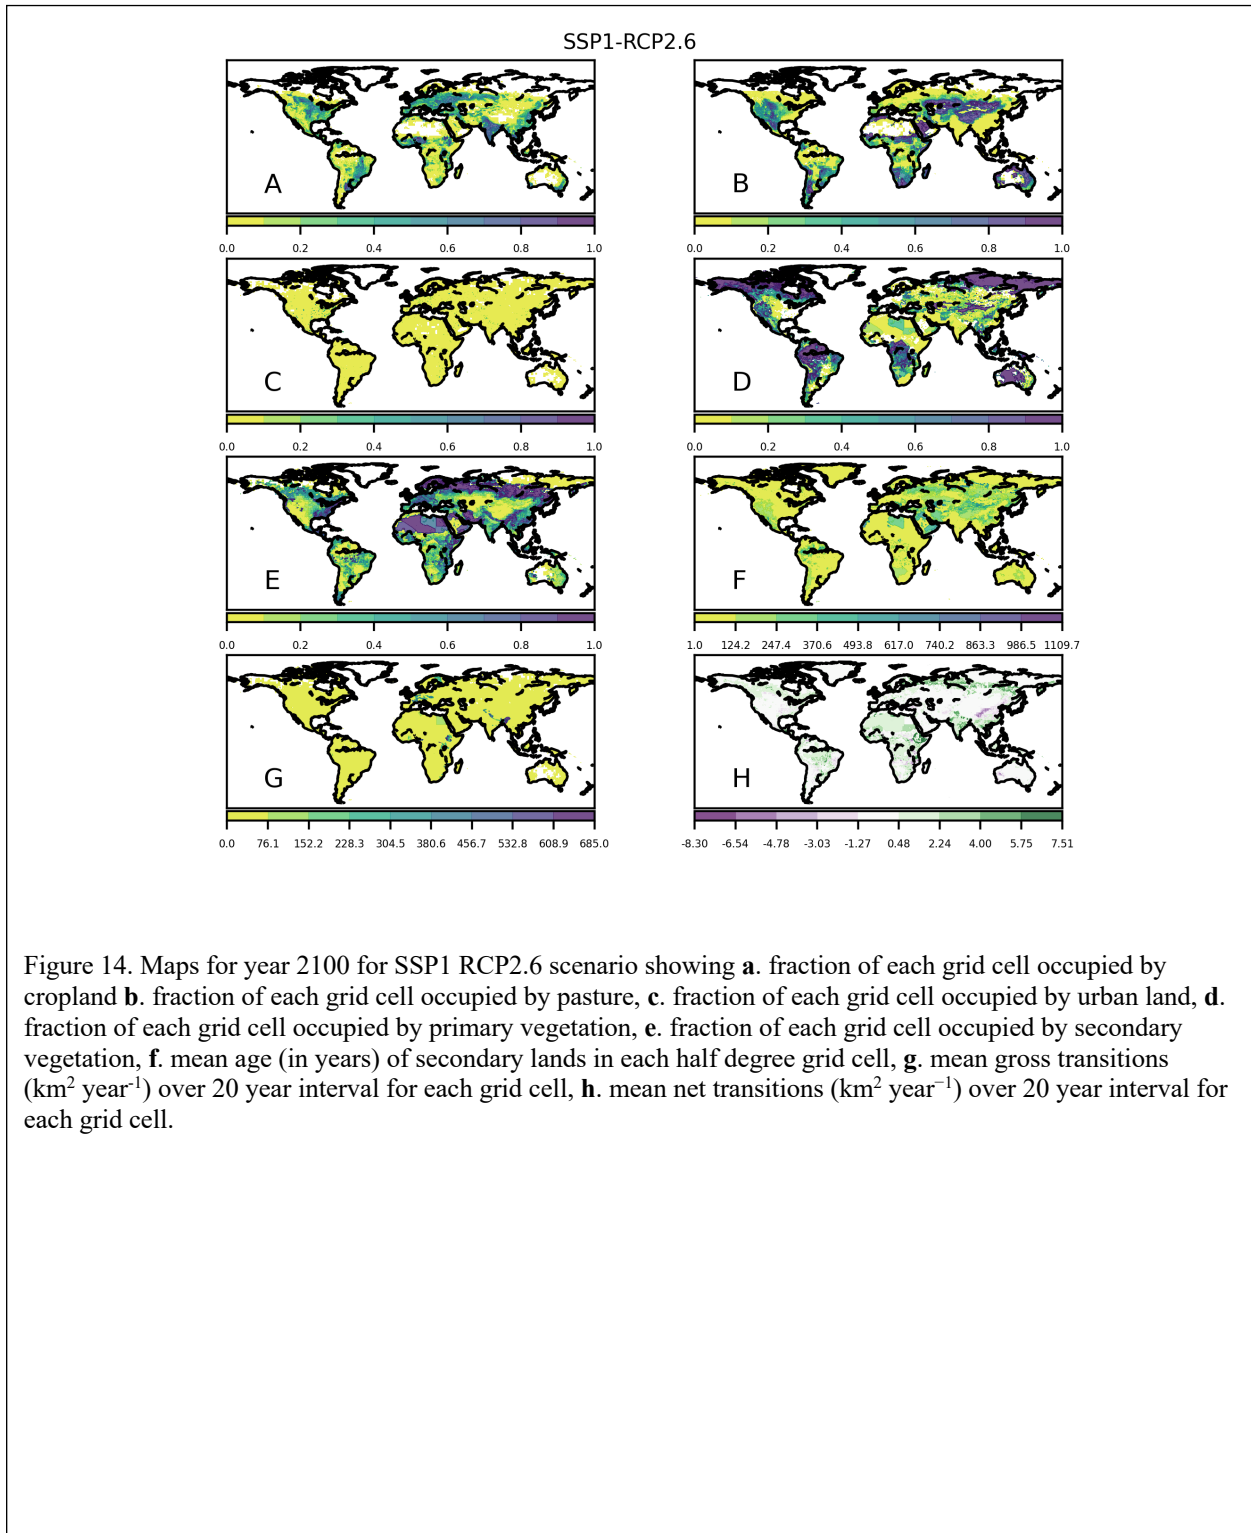 SSP1-RCP2.6
A
0.0 0.2 0.4 0.6 0.8 1.0
B
0.0 0.2 0.4 0.6 0.8 1.0
C
0.0 0.2 0.4 0.6 0.8 1.0
D
0.0 0.2 0.4 0.6 0.8 1.0
E
0.0 0.2 0.4 0.6 0.8 1.0
F
1.0 124.2 247.4 370.6 493.8 617.0 740.2 863.3 986.5 1109.7
G
0.0 76.1 152.2 228.3 304.5 380.6 456.7 532.8 608.9 685.0
H
-8.30 -6.54 -4.78 -3.03 -1.27 0.48 2.24 4.00 5.75 7.51
Figure 14. Maps for year 2100 for SSP1 RCP2.6 scenario showing a. fraction of each grid cell occupied by
cropland b. fraction of each grid cell occupied by pasture, c. fraction of each grid cell occupied by urban land, d.
fraction of each grid cell occupied by primary vegetation, e. fraction of each grid cell occupied by secondary
vegetation, f. mean age (in years) of secondary lands in each half degree grid cell, g. mean gross transitions
(km² year⁻¹) over 20 year interval for each grid cell, h. mean net transitions (km² year⁻¹) over 20 year interval for
each grid cell.